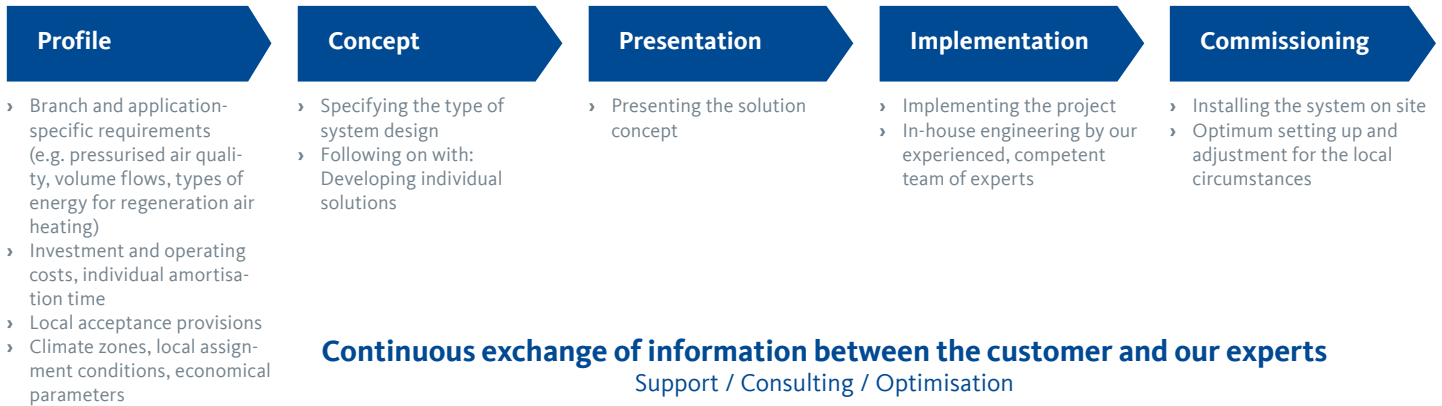 Profile
› Branch and application-
specific requirements
(e.g. pressurised air quali-
ty, volume flows, types of
energy for regeneration air
heating)
› Investment and operating
costs, individual amortisa-
tion time
› Local acceptance provisions
› Climate zones, local assign-
ment conditions, economical
parameters
Concept
› Specifying the type of
system design
› Following on with:
Developing individual
solutions
Presentation
› Presenting the solution
concept
Implementation
› Implementing the project
› In-house engineering by our
experienced, competent
team of experts
Commissioning
› Installing the system on site
› Optimum setting up and
adjustment for the local
circumstances
Continuous exchange of information between the customer and our experts
Support / Consulting / Optimisation